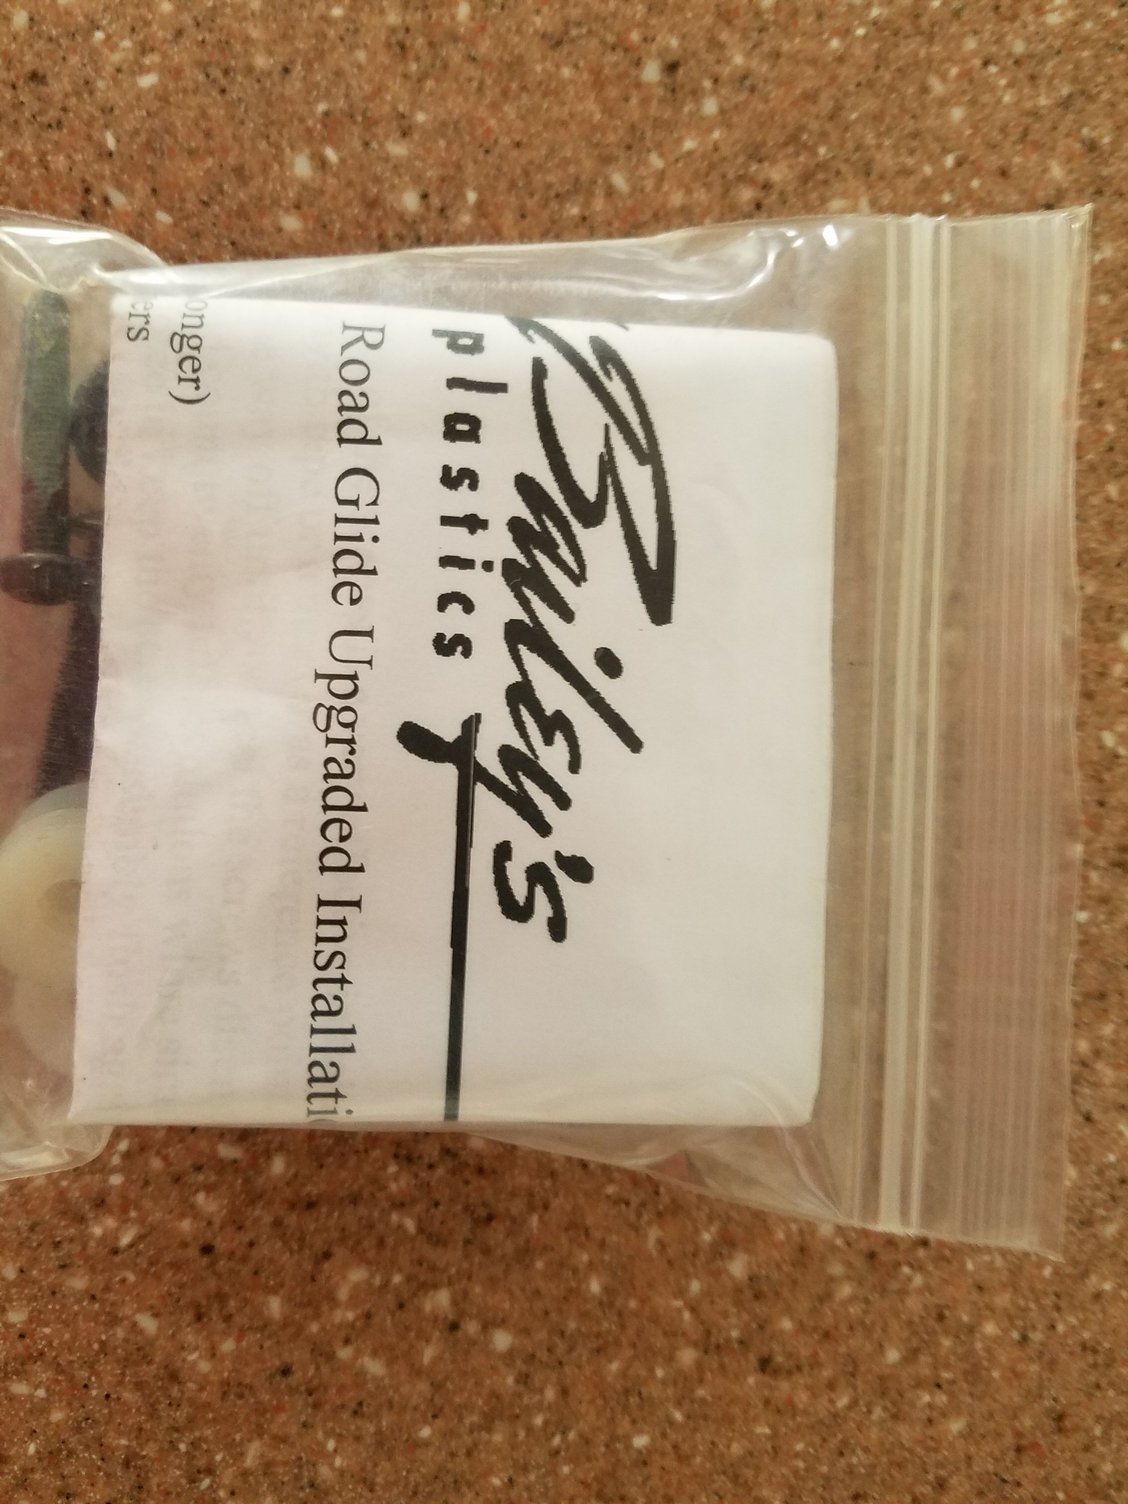 Bailey's
plastics
Road Glide Upgraded Installati
onger)
ers